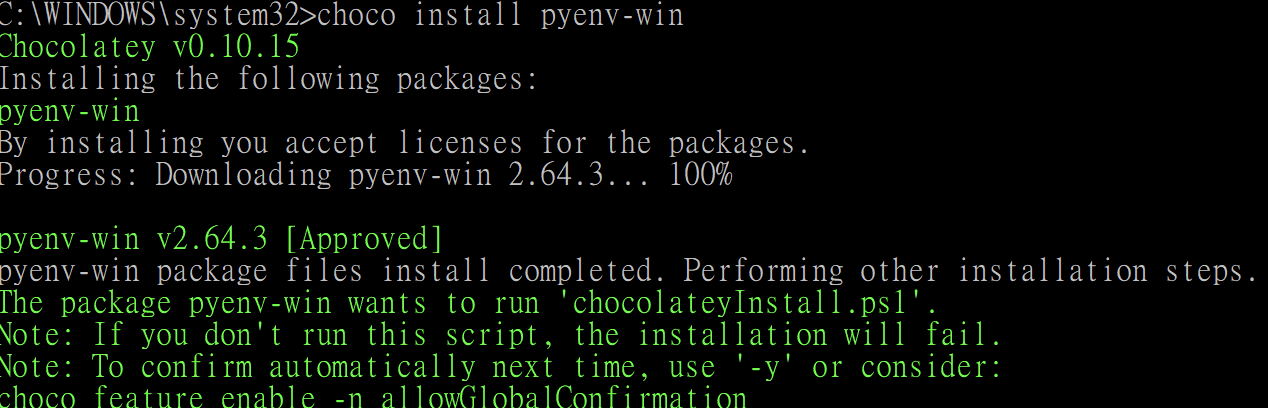 C:\WINDOWS\system32>choco install pyenv-win
Chocolatey v0.10.15
Installing the following packages:
pyenv-win
By installing you accept licenses for the packages.
Progress: Downloading pyenv-win 2.64.3... 100%
pyenv-win v2.64.3 [Approved]
pyenv-win package files install completed. Performing other installation steps.
The package pyenv-win wants to run 'chocolateyInstall.ps1'.
Note: If you don't run this script, the installation will fail.
Note: To confirm automatically next time, use '-y' or consider:
choco feature enable -n allowGlobalConfirmation